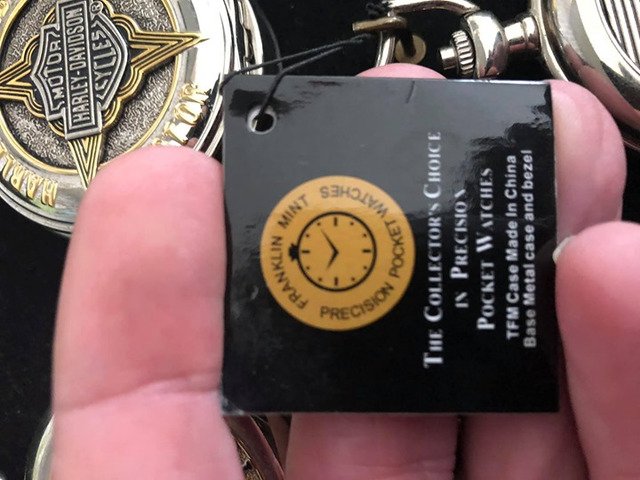 MOTOR
HARLEY-DAVIDSON
CYCLES
FRANKLIN MINT
PRECISION POCKET WATCHES
THE COLLECTOR'S CHOICE
IN PRECISION
POCKET WATCHES
TFM Case Made In China
Base Metal case and bezel